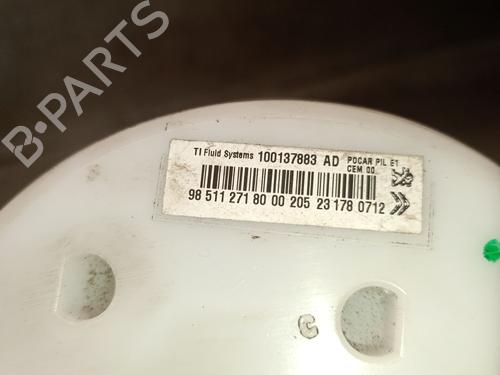 B-PARTS
TI Fluid Systems 100137883 AD
POCAR PIL E1
CEM 00
98 511 271 80 00 205 23 178 0712
C